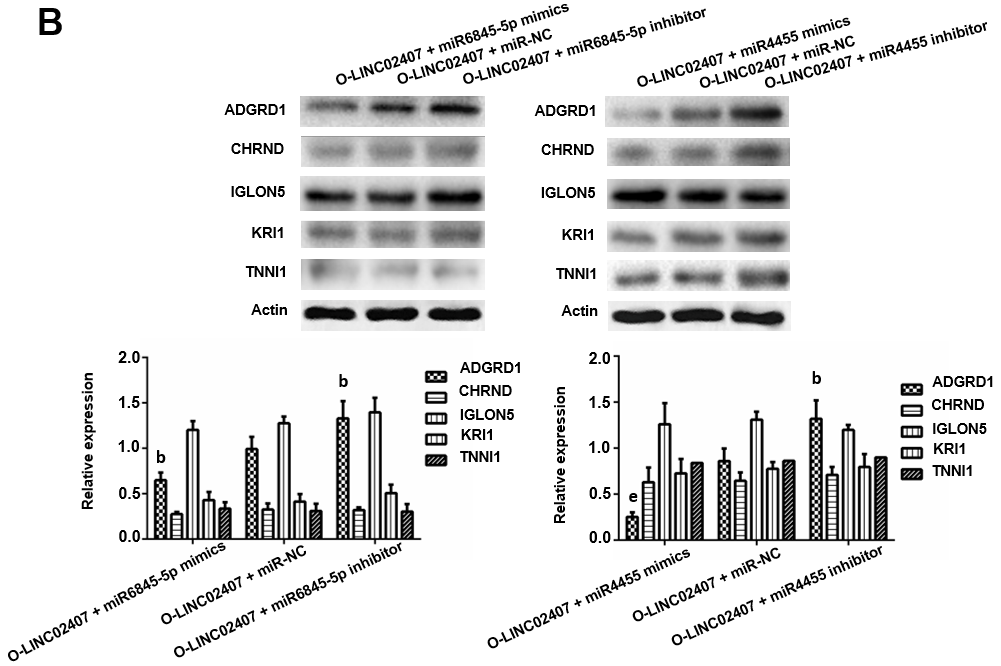 B
O-LINC02407 + miR6845-5p mimics
O-LINC02407 + miR-NC
O-LINC02407 + miR6845-5p inhibitor
ADGRD1
CHRND
IGLON5
KRI1
TNNI1
Actin
O-LINC02407 + miR4455 mimics
O-LINC02407 + miR-NC
O-LINC02407 + miR4455 inhibitor
ADGRD1
CHRND
IGLON5
KRI1
TNNI1
Actin
Relative expression
2.0
1.5
1.0
0.5
0.0
b
b
ADGRD1
CHRND
IGLON5
KRI1
TNNI1
O-LINC02407 + miR6845-5p mimics
O-LINC02407 + miR-NC
O-LINC02407 + miR6845-5p inhibitor
Relative expression
2.0
1.5
1.0
0.5
0.0
e
b
ADGRD1
CHRND
IGLON5
KRI1
TNNI1
O-LINC02407 + miR4455 mimics
O-LINC02407 + miR-NC
O-LINC02407 + miR4455 inhibitor